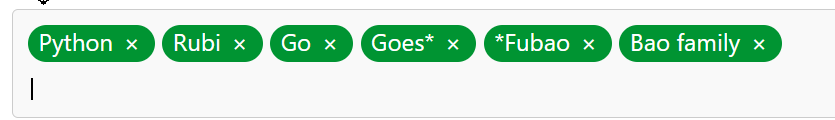 Python × Rubi × Go × Goes* × *Fubao × Bao family ×